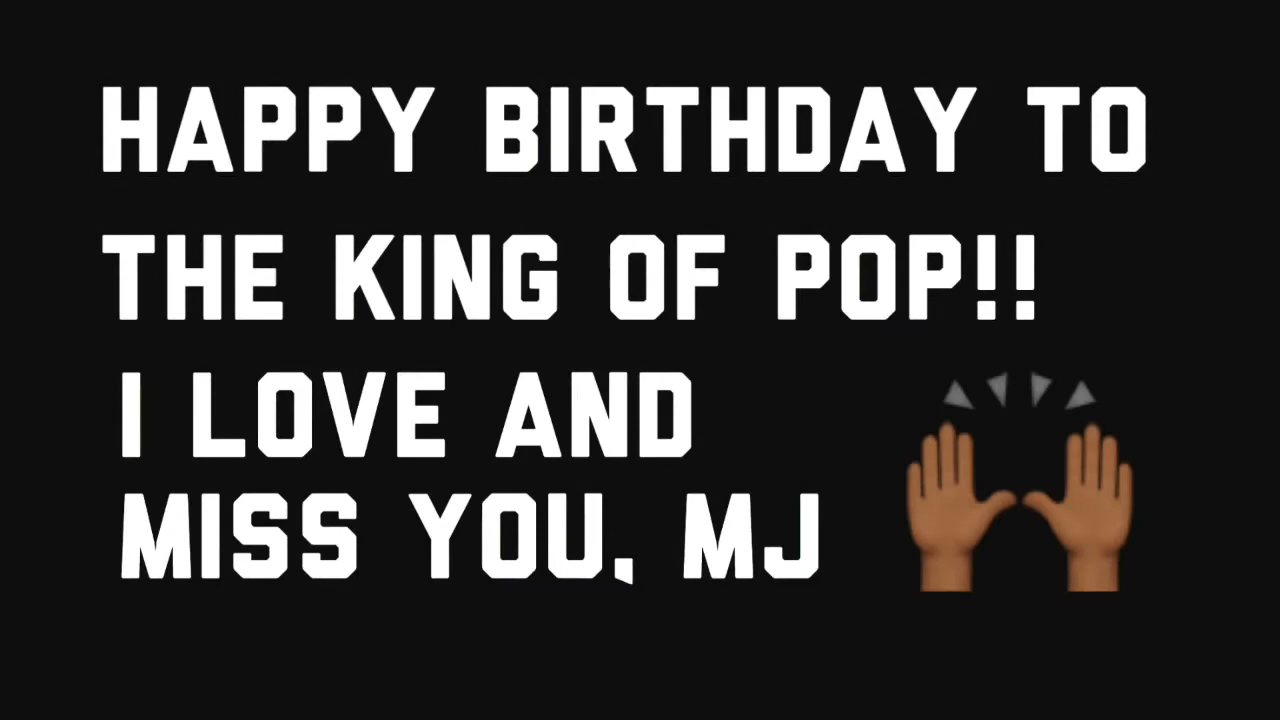 HAPPY BIRTHDAY TO
THE KING OF POP!!
I LOVE AND
MISS YOU, MJ